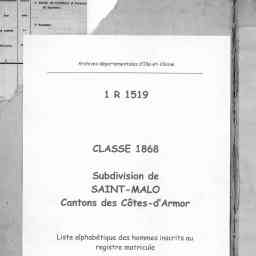 Archives départementales d'Ille-et-Vilaine
1 R 1519
CLASSE 1868
Subdivision de
SAINT-MALO
Cantons des Côtes-d'Armor
Liste alphabétique des hommes inscrits au
registre matricule